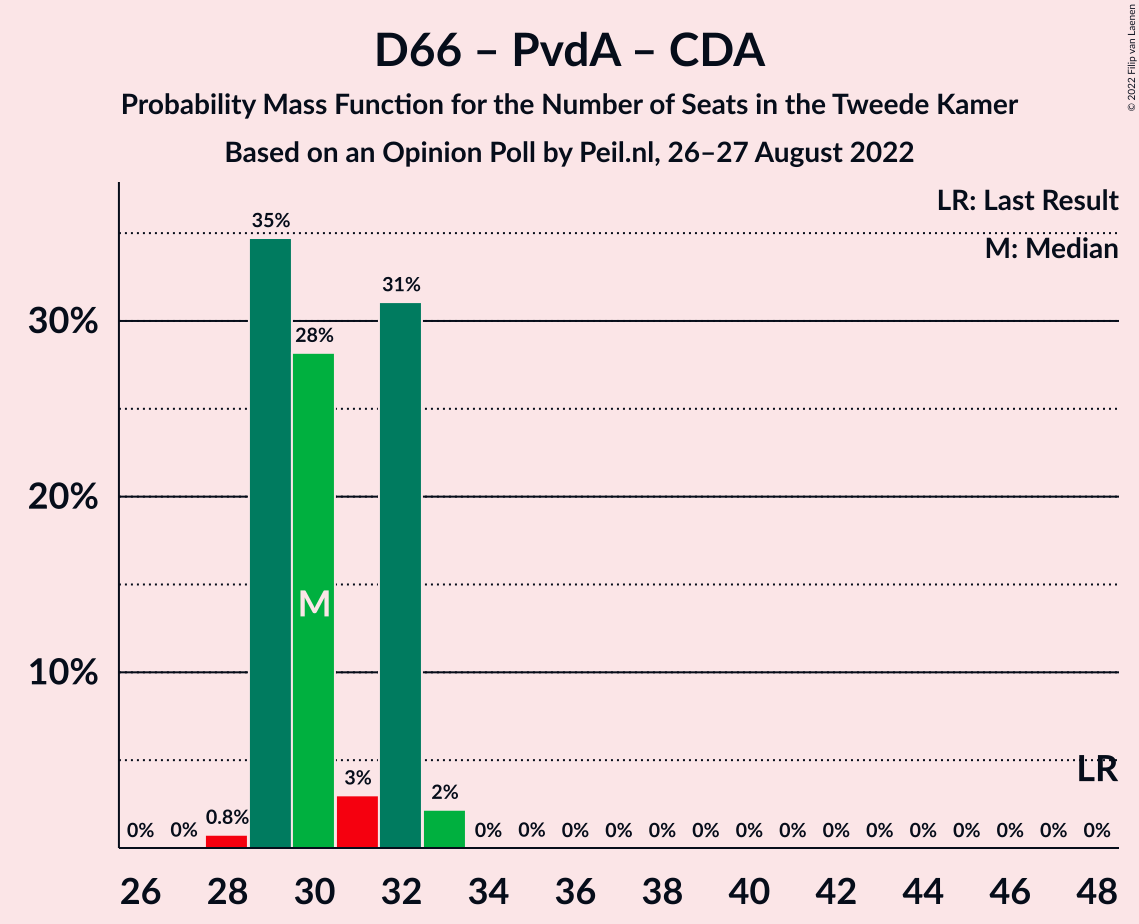 D66 – PvdA – CDA
Probability Mass Function for the Number of Seats in the Tweede Kamer
Based on an Opinion Poll by Peil.nl, 26–27 August 2022
© 2022 Filip van Laenen
LR: Last Result
M: Median
35%
31%
30%
28%
20%
M
10%
LR
3%
2%
0% 0% 0.8% 0% 0% 0% 0% 0% 0% 0% 0% 0% 0% 0% 0% 0% 0% 0%
26 28 30 32 34 36 38 40 42 44 46 48